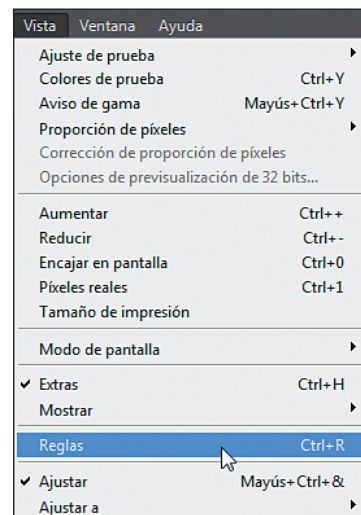 Vista Ventana Ayuda
Ajuste de prueba
Colores de prueba Ctrl+Y
Aviso de gama Mayús+Ctrl+Y
Proporción de píxeles
Corrección de proporción de píxeles
Opciones de previsualización de 32 bits...
Aumentar Ctrl++
Reducir Ctrl+-
Encajar en pantalla Ctrl+0
Píxeles reales Ctrl+1
Tamaño de impresión
Modo de pantalla
Extras Ctrl+H
Mostrar
Reglas Ctrl+R
Ajustar Mayús+Ctrl+&
Ajustar a